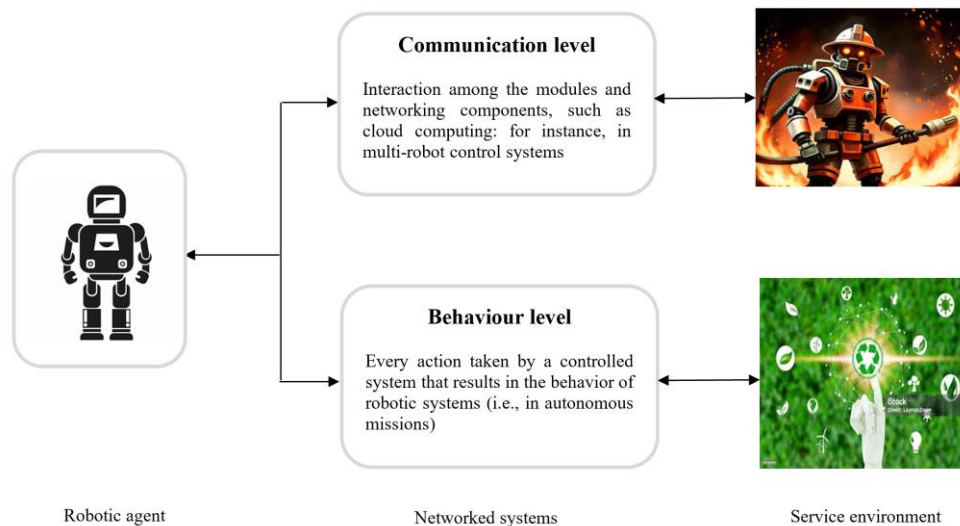 Communication level
Interaction among the modules and
networking components, such as
cloud computing: for instance, in
multi-robot control systems
Behaviour level
Every action taken by a controlled
system that results in the behavior of
robotic systems (i.e., in autonomous
missions)
iStock
Robotic agent
Networked systems
Service environment